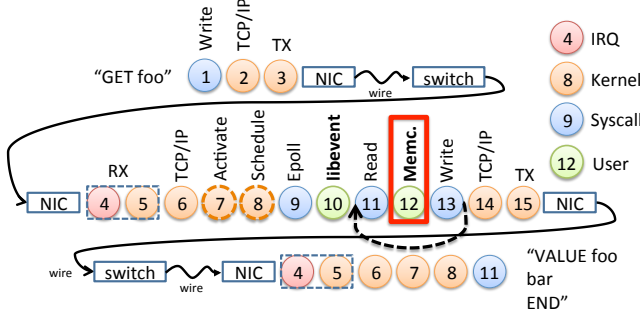 Write TCP/IP TX
"GET foo" 1 2 3 NIC wire switch
4 IRQ
8 Kernel
9 Syscall
12 User
RX TCP/IP Activate Schedule Epoll libevent Read Memc. Write TCP/IP TX
NIC 4 5 6 7 8 9 10 11 12 13 14 15 NIC
wire switch wire NIC 4 5 6 7 8 11
"VALUE foo
bar
END"